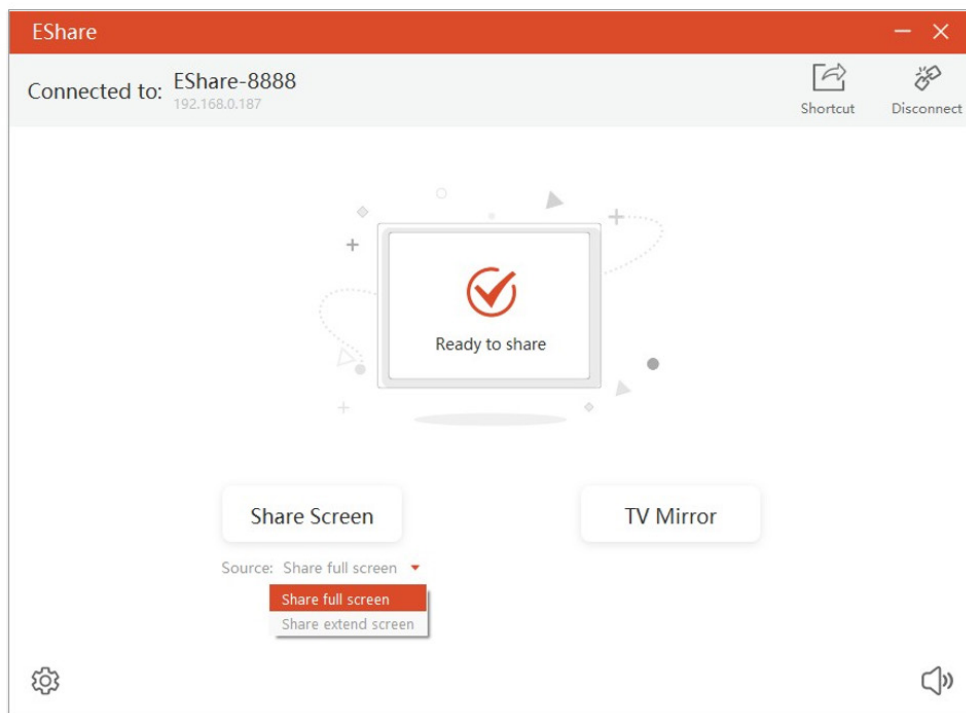 EShare
Connected to: EShare-8888
192.168.0.187
Shortcut
Disconnect
Ready to share
Share Screen
TV Mirror
Source: Share full screen
Share full screen
Share extend screen